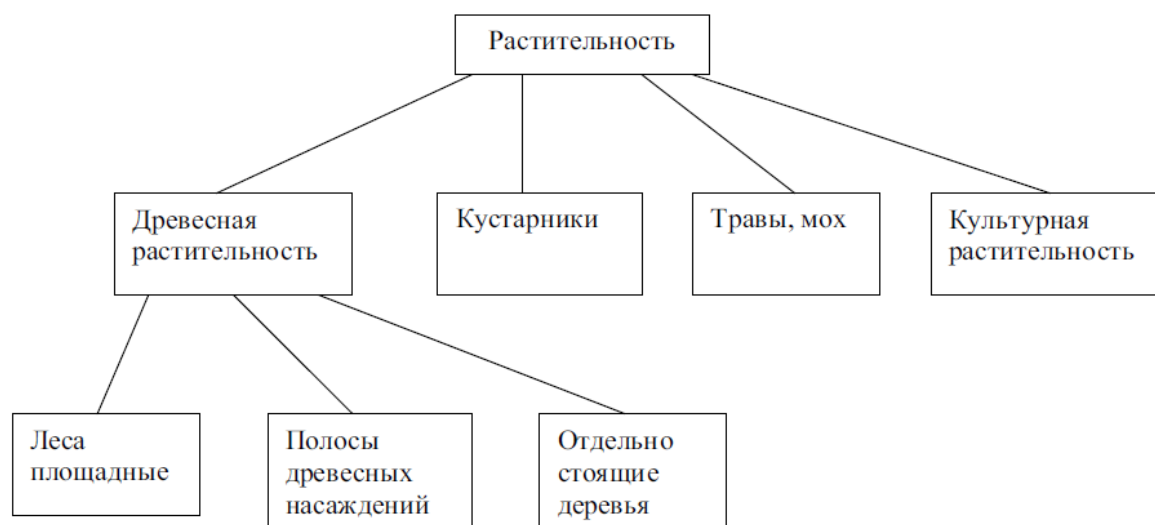 Растительность
Древесная
растительность
Кустарники
Травы, мох
Культурная
растительность
Леса
площадные
Полосы
древесных
насаждений
Отдельно
стоящие
деревья